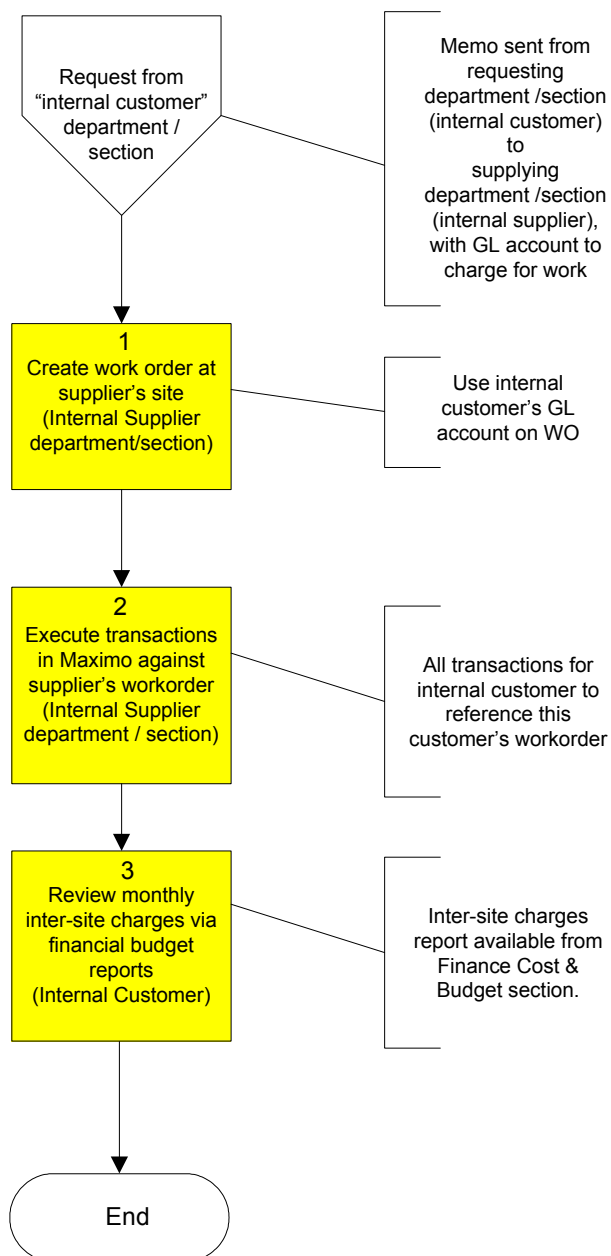 Request from
“internal customer”
department /
section
Memo sent from
requesting
department /section
(internal customer)
to
supplying
department /section
(internal supplier),
with GL account to
charge for work
1
Create work order at
supplier’s site
(Internal Supplier
department/section)
Use internal
customer’s GL
account on WO
2
Execute transactions
in Maximo against
supplier’s workorder
(Internal Supplier
department / section)
All transactions for
internal customer to
reference this
customer’s workorder
3
Review monthly
inter-site charges via
financial budget
reports
(Internal Customer)
Inter-site charges
report available from
Finance Cost &
Budget section.
End